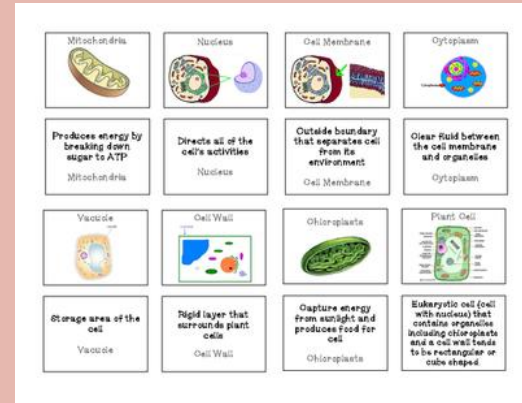 Mitochondria
Nucleus
Cell Membrane
Cytoplasm
Produces energy by
breaking down
sugar to ATP
Mitochondria
Directs all of the
cell's activities
Nucleus
Outside boundary
that separates cell
from its
environment
Cell Membrane
Clear fluid between
the cell membrane
and organelles
Cytoplasm
Vacuole
Cell Wall
Chloroplasts
Plant Cell
Storage area of the
cell
Vacuole
Rigid layer that
surrounds plant
cells
Cell Wall
Capture energy
from sunlight and
produces food for
cell
Chloroplasts
Eukaryotic cell (cell
with nucleus) that
contains organelles
including chloroplasts
and a cell wall tends
to be rectangular or
cube shaped